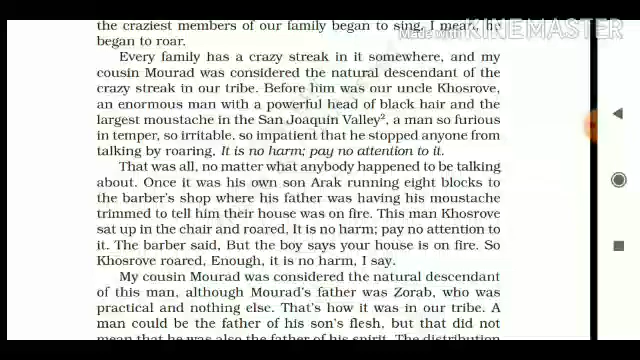 the craziest members of our family began to sing. I mean, he
Made with KINEMASTER
began to roar.
Every family has a crazy streak in it somewhere, and my
cousin Mourad was considered the natural descendant of the
crazy streak in our tribe. Before him was our uncle Khosrove,
an enormous man with a powerful head of black hair and the
largest moustache in the San Joaquin Valley², a man so furious
in temper, so irritable, so impatient that he stopped anyone from
talking by roaring, It is no harm; pay no attention to it.
That was all, no matter what anybody happened to be talking
about. Once it was his own son Arak running eight blocks to
the barber's shop where his father was having his moustache
trimmed to tell him their house was on fire. This man Khosrove
sat up in the chair and roared, It is no harm; pay no attention to
it. The barber said, But the boy says your house is on fire. So
Khosrove roared, Enough, it is no harm, I say.
My cousin Mourad was considered the natural descendant
of this man, although Mourad's father was Zorab, who was
practical and nothing else. That's how it was in our tribe. A
man could be the father of his son's flesh, but that did not
mean that he was also the father of his spirit. The distribution